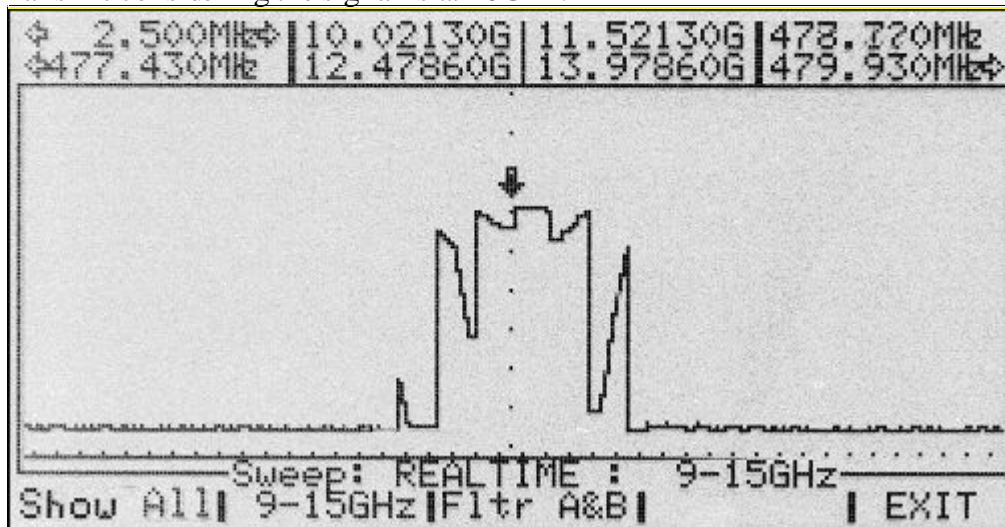 ⇦ 2.500MHz⇨|10.02130G|11.52130G|478.770MHz
⇦477.430MHz |12.47860G|13.97860G|479.930MHz⇨
Sweep: REALTIME : 9-15GHz
Show All| 9-15GHz|Fltr A&B| | EXIT